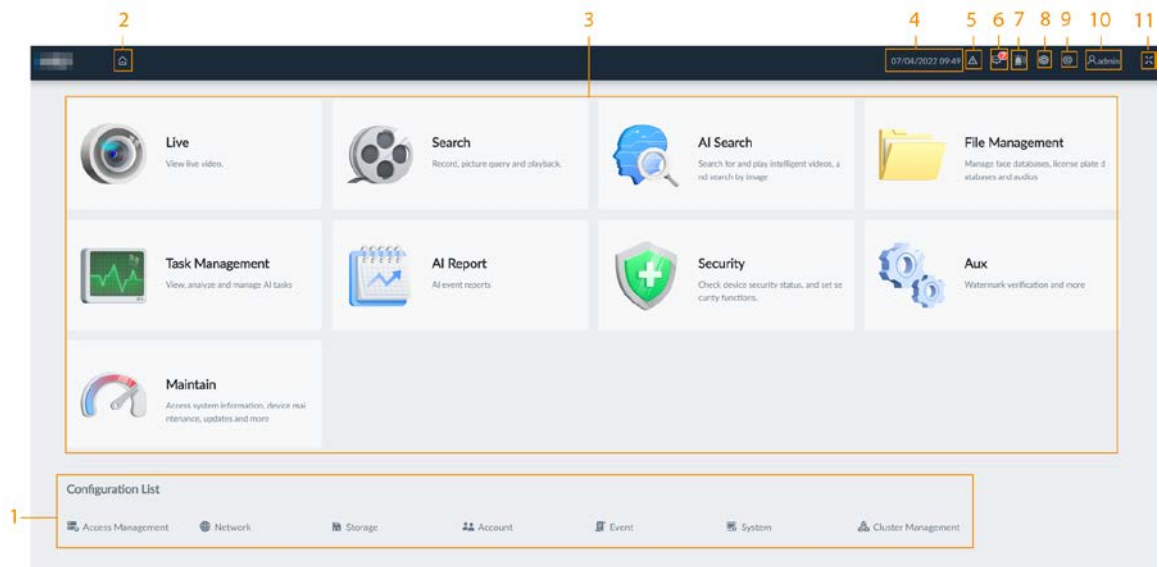 2 3 4 5 6 7 8 9 10 11
07/04/2022 09:49 admin
Live
View live video.
Search
Record, picture query and playback.
AI Search
Search for and play intelligent videos, a
nd search by image
File Management
Manage face databases, license plate d
atabases and audios
Task Management
View, analyze and manage AI tasks
AI Report
AI event reports
Security
Check device security status, and set se
curity functions.
Aux
Watermark verification and more
Maintain
Access system information, device mai
ntenance, updates and more
Configuration List
1 Access Management Network Storage Account Event System Cluster Management